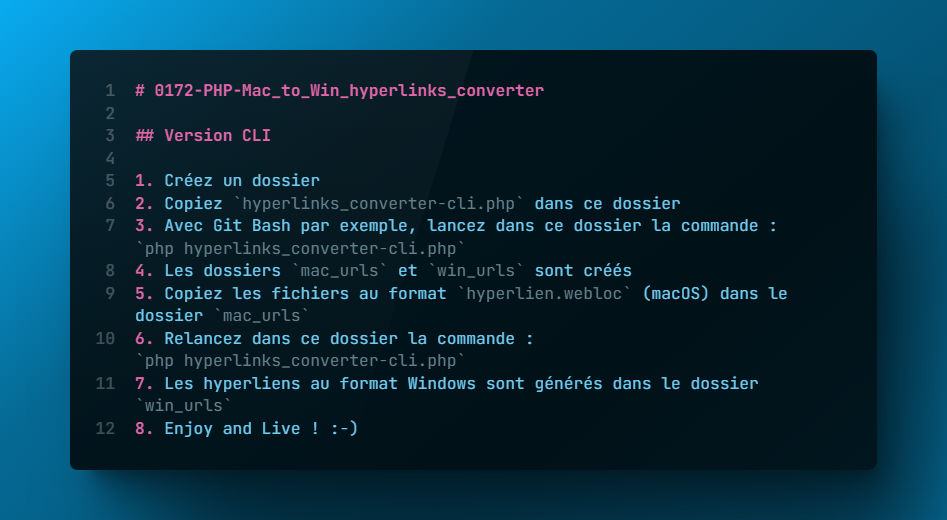 1 # 0172-PHP-Mac_to_Win_hyperlinks_converter
2
3 ## Version CLI
4
5 1. Créez un dossier
6 2. Copiez `hyperlinks_converter-cli.php` dans ce dossier
7 3. Avec Git Bash par exemple, lancez dans ce dossier la commande :
`php hyperlinks_converter-cli.php`
8 4. Les dossiers `mac_urls` et `win_urls` sont créés
9 5. Copiez les fichiers au format `hyperlien.webloc` (macOS) dans le
dossier `mac_urls`
10 6. Relancez dans ce dossier la commande :
`php hyperlinks_converter-cli.php`
11 7. Les hyperliens au format Windows sont générés dans le dossier
`win_urls`
12 8. Enjoy and Live ! :-)